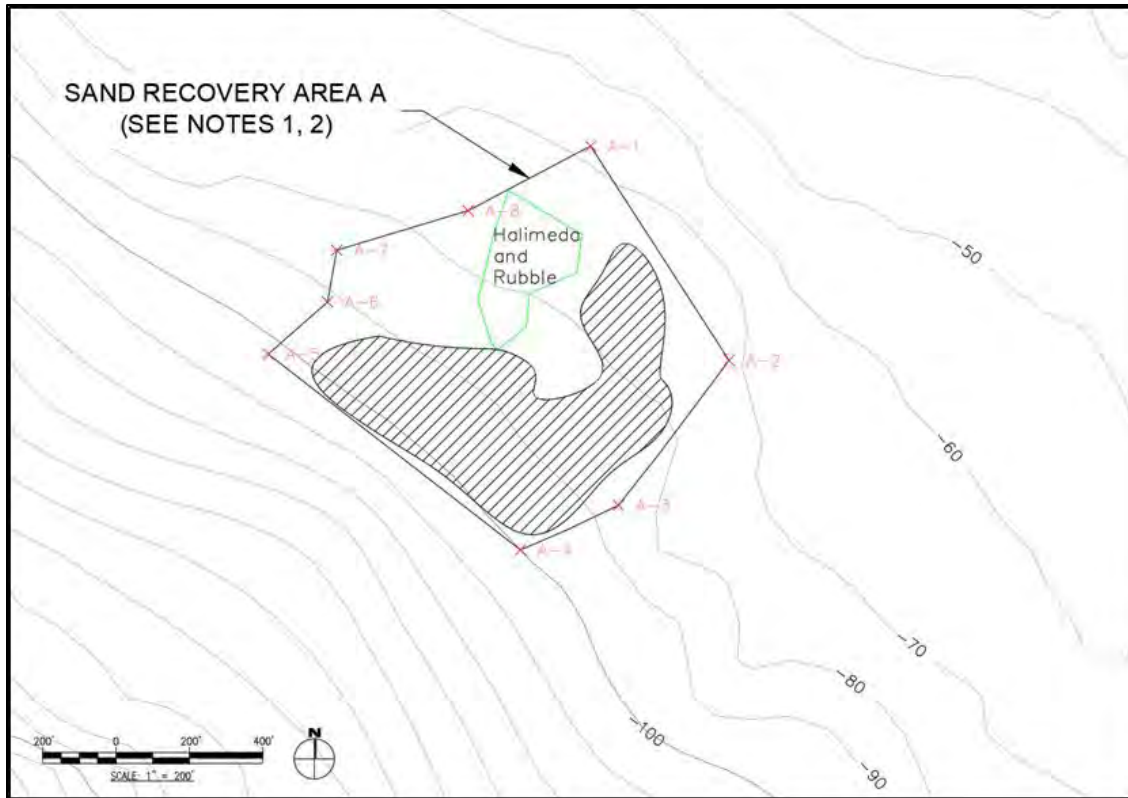 SAND RECOVERY AREA A
(SEE NOTES 1, 2)
A-1
A-8
Halimeda
and
Rubble
A-7
A-6
A-5
A-2
A-3
A-4
-50
-60
-70
-80
-90
-100
200' 0 200' 400'
SCALE: 1" = 200'
N